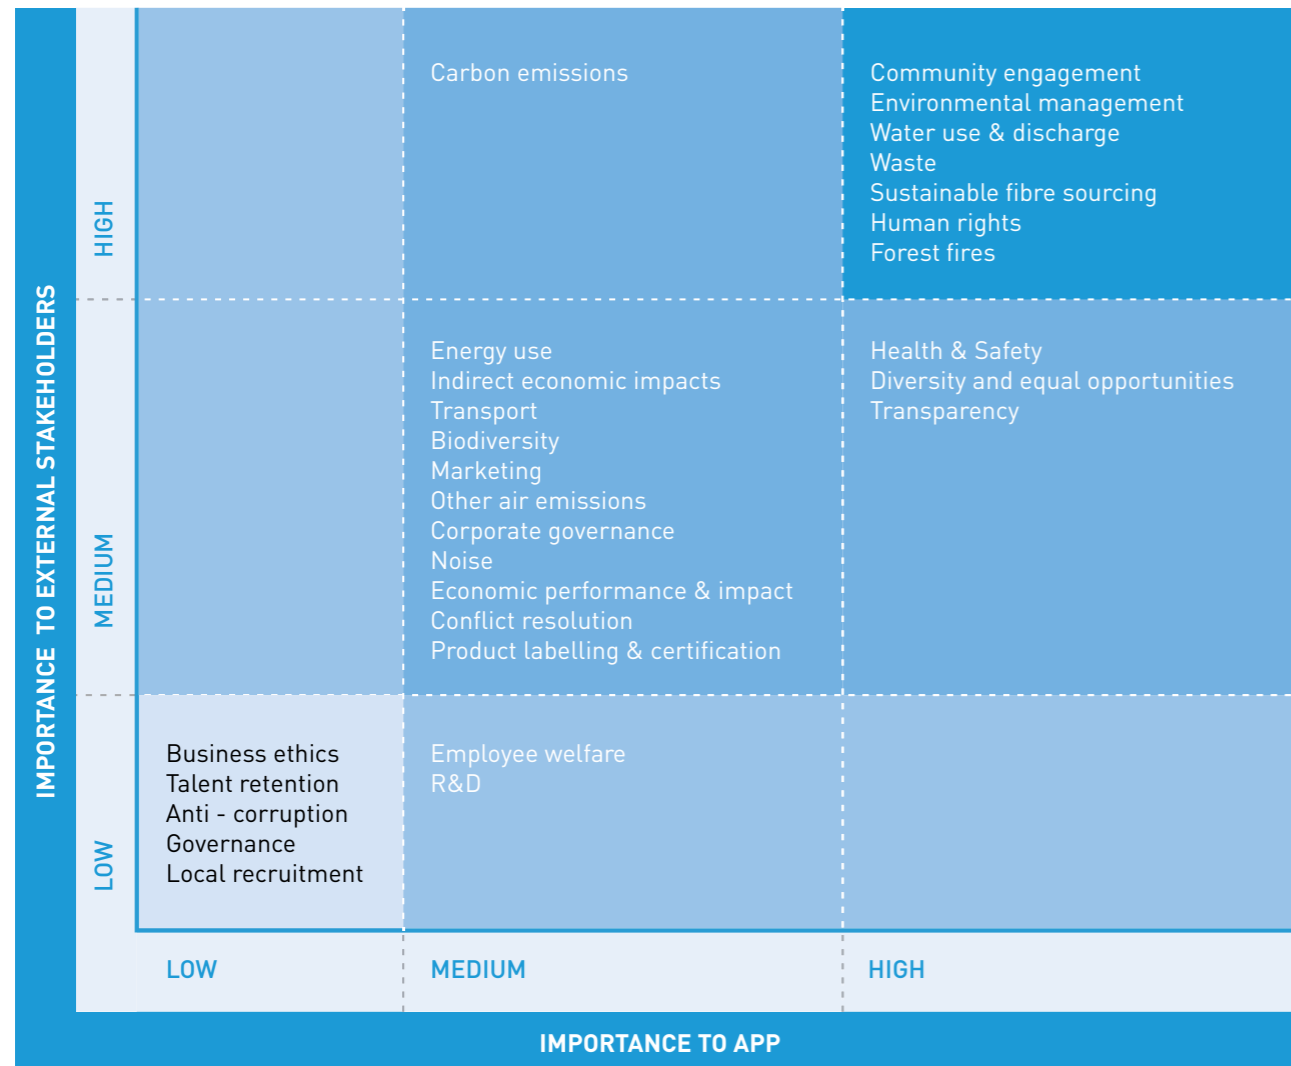 IMPORTANCE TO EXTERNAL STAKEHOLDERS
HIGH
Carbon emissions
Community engagement
Environmental management
Water use & discharge
Waste
Sustainable fibre sourcing
Human rights
Forest fires
MEDIUM
Energy use
Indirect economic impacts
Transport
Biodiversity
Marketing
Other air emissions
Corporate governance
Noise
Economic performance & impact
Conflict resolution
Product labelling & certification
Health & Safety
Diversity and equal opportunities
Transparency
LOW
Business ethics
Talent retention
Anti - corruption
Governance
Local recruitment
Employee welfare
R&D
LOW
MEDIUM
HIGH
IMPORTANCE TO APP